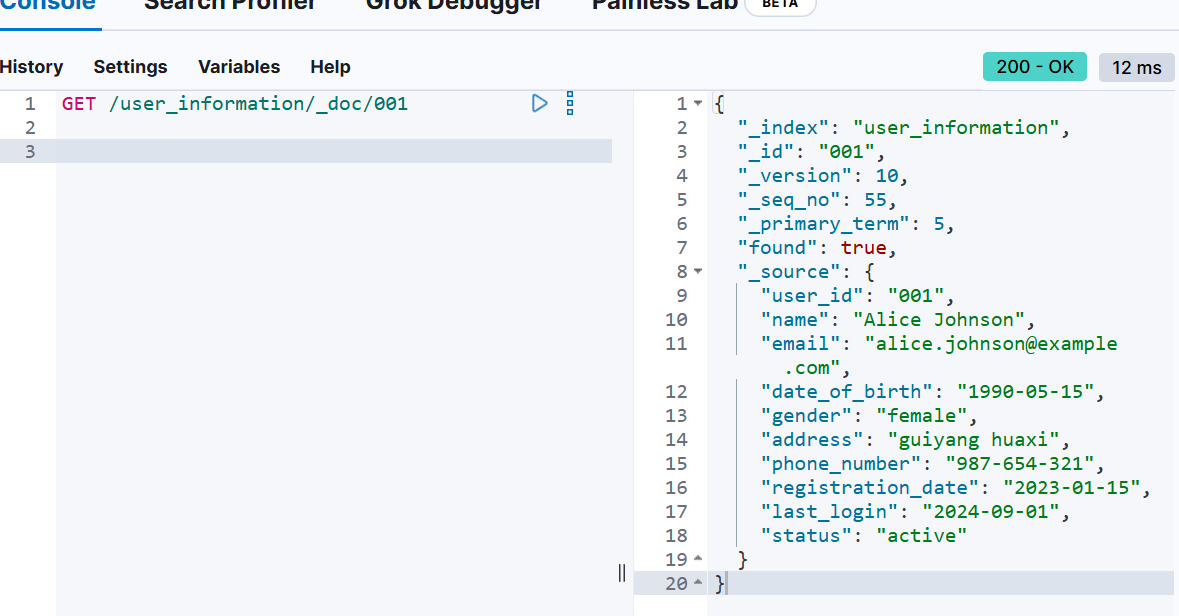 Console Search Profiler Grok Debugger Painless Lab BETA
History Settings Variables Help 200 - OK 12 ms
1 GET /user_information/_doc/001
2
3
1 {
2 "_index": "user_information",
3 "_id": "001",
4 "_version": 10,
5 "_seq_no": 55,
6 "_primary_term": 5,
7 "found": true,
8 "_source": {
9 "user_id": "001",
10 "name": "Alice Johnson",
11 "email": "alice.johnson@example
.com",
12 "date_of_birth": "1990-05-15",
13 "gender": "female",
14 "address": "guiyang huaxi",
15 "phone_number": "987-654-321",
16 "registration_date": "2023-01-15",
17 "last_login": "2024-09-01",
18 "status": "active"
19 }
20 }